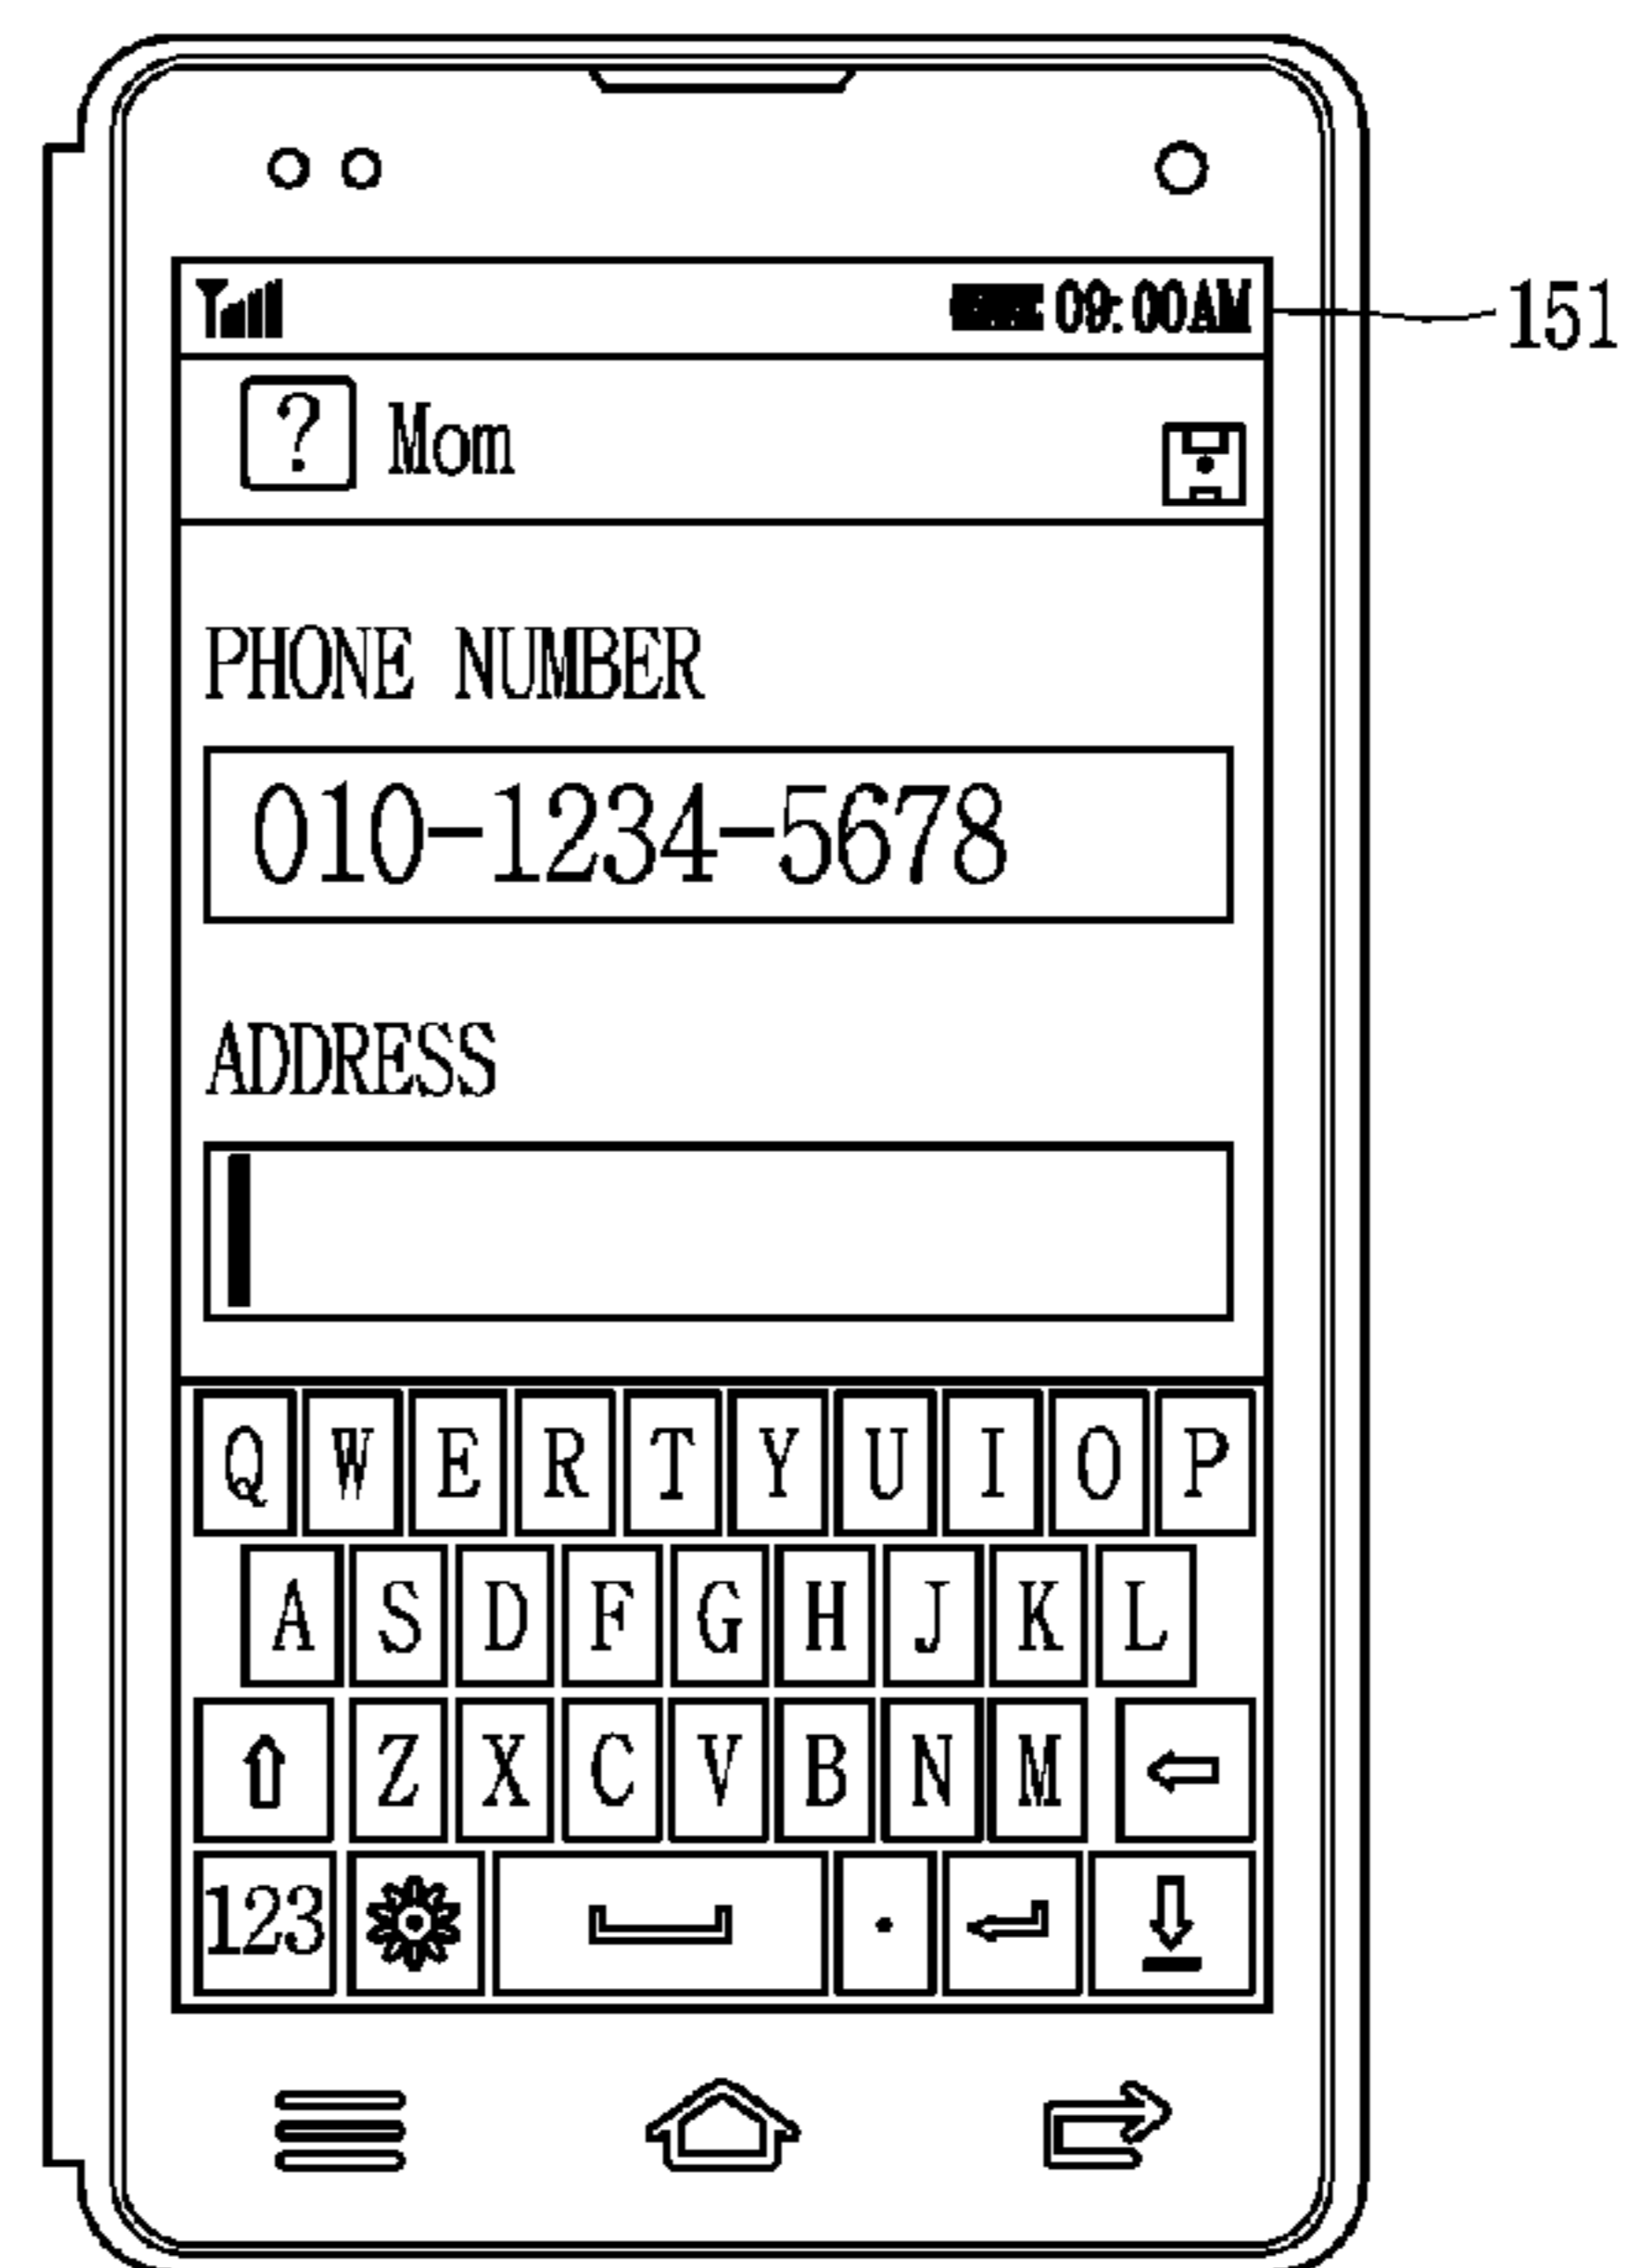 09:00AM
151
? Mom
PHONE NUMBER
010-1234-5678
ADDRESS
Q W E R T Y U I O P
A S D F G H J K L
Z X C V B N M
123 .